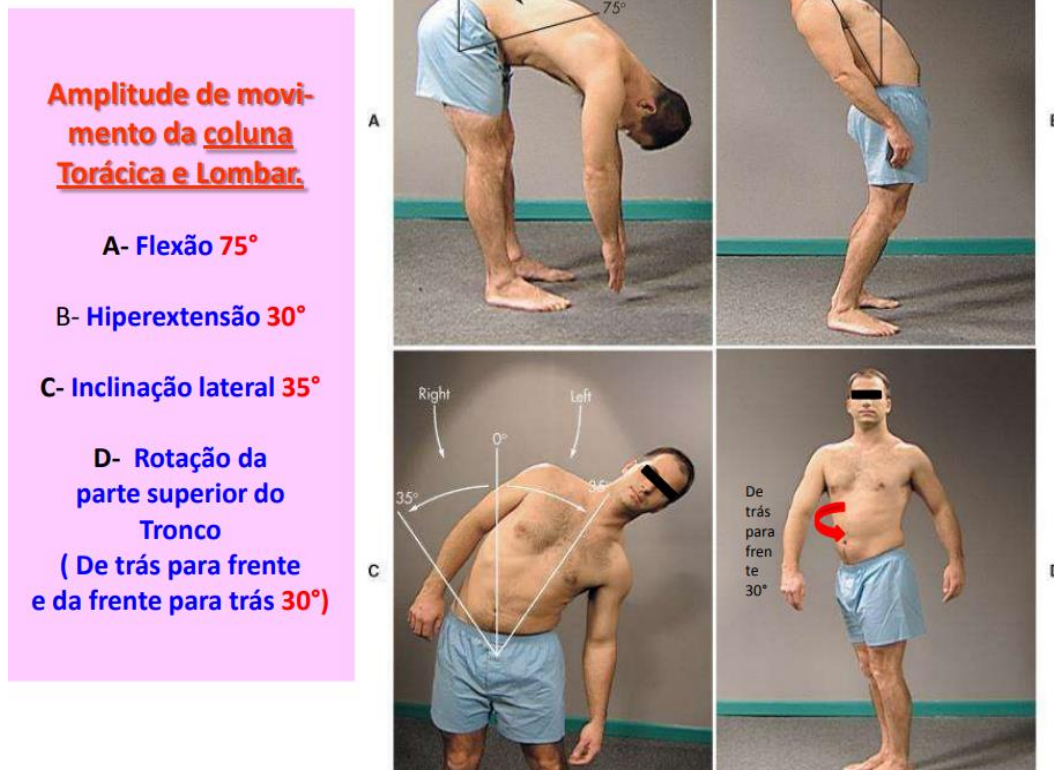 Amplitude de movi-
mento da coluna
Torácica e Lombar.
A- Flexão 75°
B- Hiperextensão 30°
C- Inclinação lateral 35°
D- Rotação da
parte superior do
Tronco
( De trás para frente
e da frente para trás 30°)
75°
A
Right
Left
0°
35°
35°
C
De
trás
para
fren
te
30°
D